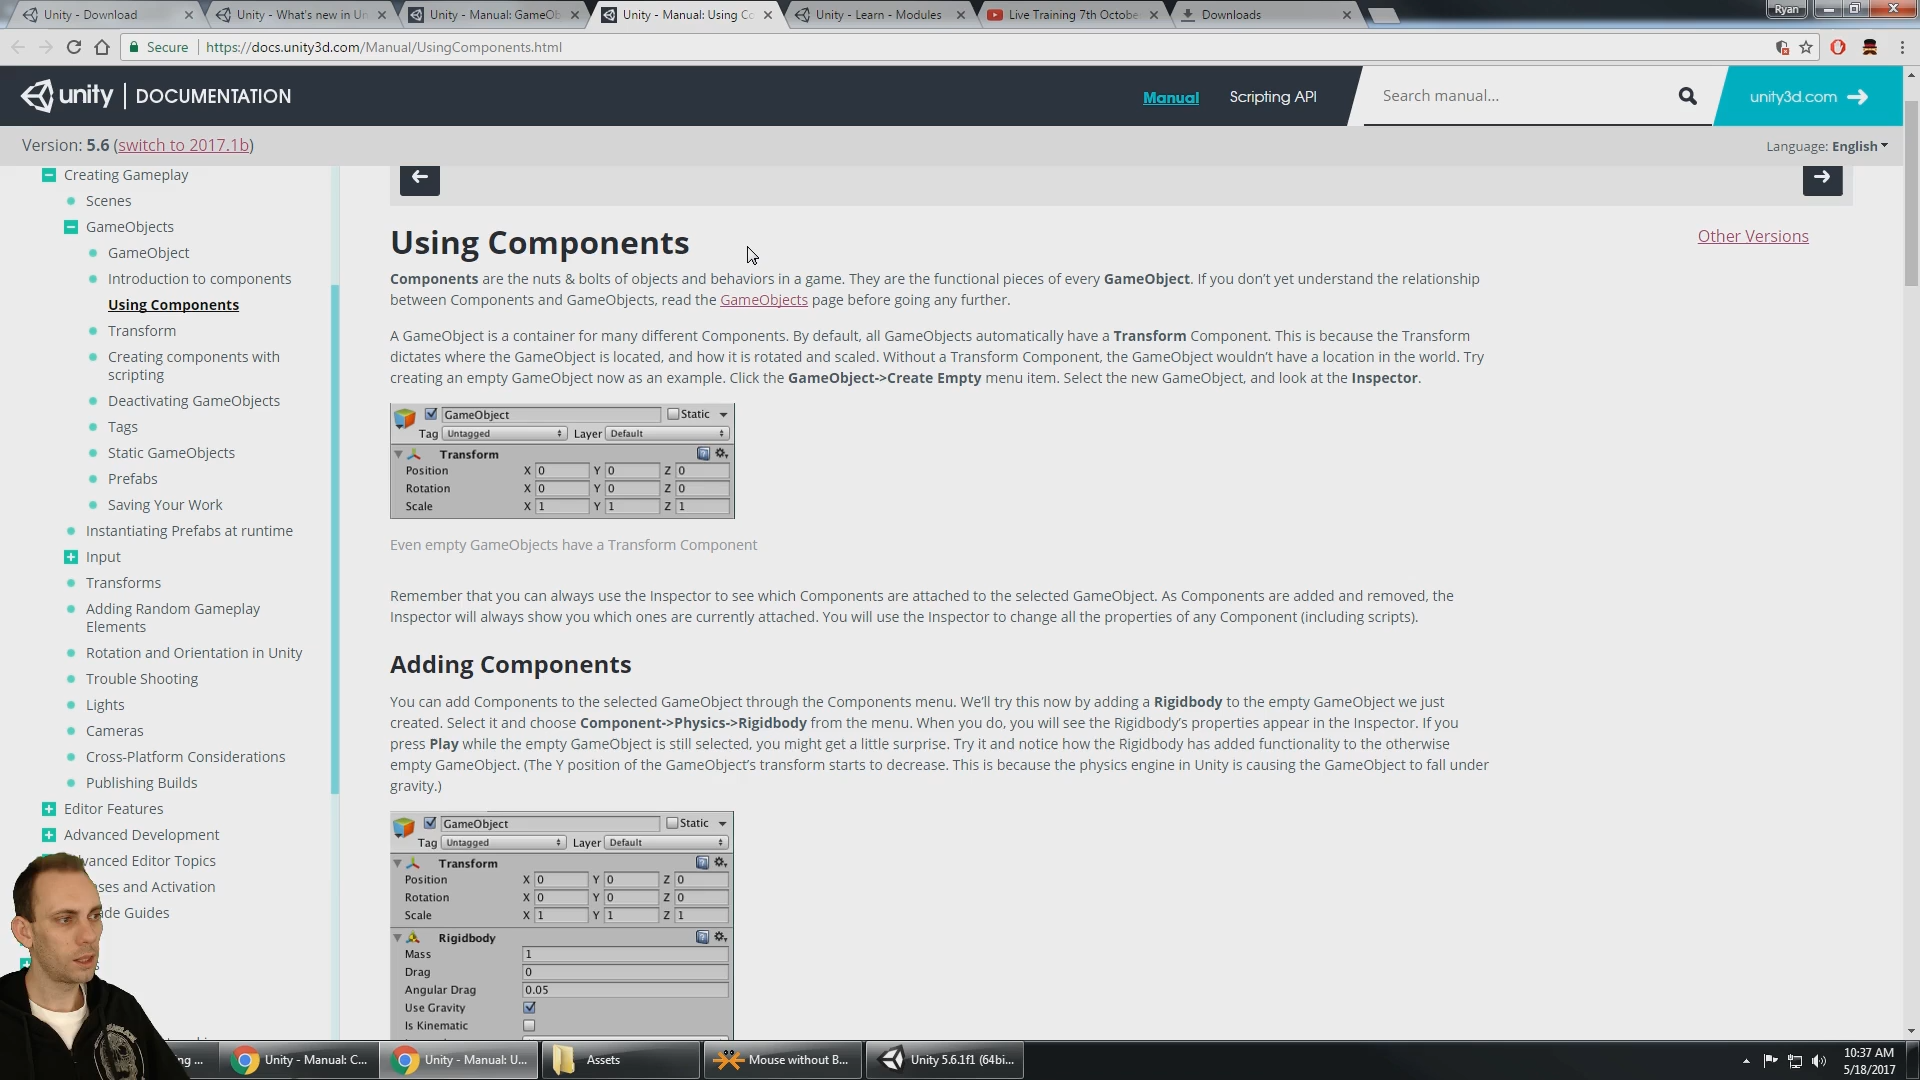 Unity - Download
Unity - What's new in Un
Unity - Manual: GameOb
Unity - Manual: Using Co
Unity - Learn - Modules
Live Training 7th Octobe
Downloads
Ryan
Secure
https://docs.unity3d.com/Manual/UsingComponents.html
unity | DOCUMENTATION
Manual
Scripting API
Search manual...
unity3d.com
Version: 5.6 (switch to 2017.1b)
Language: English
Creating Gameplay
Scenes
GameObjects
GameObject
Introduction to components
Using Components
Transform
Creating components with
scripting
Deactivating GameObjects
Tags
Static GameObjects
Prefabs
Saving Your Work
Instantiating Prefabs at runtime
Input
Transforms
Adding Random Gameplay
Elements
Rotation and Orientation in Unity
Trouble Shooting
Lights
Cameras
Cross-Platform Considerations
Publishing Builds
Editor Features
Advanced Development
vanced Editor Topics
ses and Activation
de Guides
Using Components
Other Versions
Components are the nuts & bolts of objects and behaviors in a game. They are the functional pieces of every GameObject. If you don't yet understand the relationship
between Components and GameObjects, read the GameObjects page before going any further.
A GameObject is a container for many different Components. By default, all GameObjects automatically have a Transform Component. This is because the Transform
dictates where the GameObject is located, and how it is rotated and scaled. Without a Transform Component, the GameObject wouldn't have a location in the world. Try
creating an empty GameObject now as an example. Click the GameObject->Create Empty menu item. Select the new GameObject, and look at the Inspector.
GameObject Static
Tag Untagged Layer Default
Transform
Position X 0 Y 0 Z 0
Rotation X 0 Y 0 Z 0
Scale X 1 Y 1 Z 1
Even empty GameObjects have a Transform Component
Remember that you can always use the Inspector to see which Components are attached to the selected GameObject. As Components are added and removed, the
Inspector will always show you which ones are currently attached. You will use the Inspector to change all the properties of any Component (including scripts).
Adding Components
You can add Components to the selected GameObject through the Components menu. We'll try this now by adding a Rigidbody to the empty GameObject we just
created. Select it and choose Component->Physics->Rigidbody from the menu. When you do, you will see the Rigidbody's properties appear in the Inspector. If you
press Play while the empty GameObject is still selected, you might get a little surprise. Try it and notice how the Rigidbody has added functionality to the otherwise
empty GameObject. (The Y position of the GameObject's transform starts to decrease. This is because the physics engine in Unity is causing the GameObject to fall under
gravity.)
GameObject Static
Tag Untagged Layer Default
Transform
Position X 0 Y 0 Z 0
Rotation X 0 Y 0 Z 0
Scale X 1 Y 1 Z 1
Rigidbody
Mass 1
Drag 0
Angular Drag 0.05
Use Gravity
Is Kinematic
ng ...
Unity - Manual: C...
Unity - Manual: U...
Assets
Mouse without B...
Unity 5.6.1f1 (64bi...
10:37 AM
5/18/2017